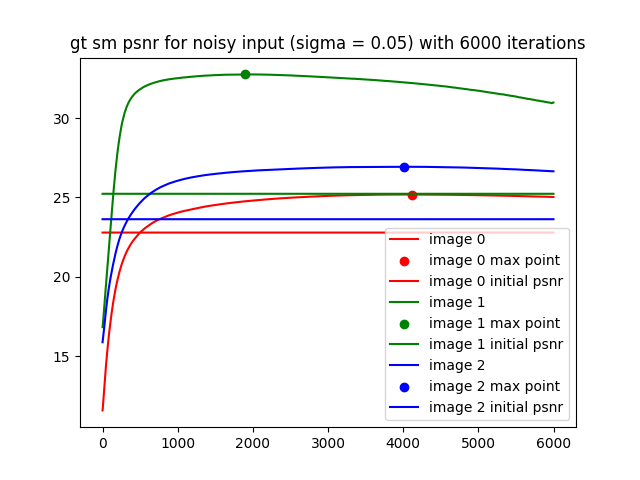 gt sm psnr for noisy input (sigma = 0.05) with 6000 iterations
30
25
20
15
image 0
image 0 max point
image 0 initial psnr
image 1
image 1 max point
image 1 initial psnr
image 2
image 2 max point
image 2 initial psnr
0 1000 2000 3000 4000 5000 6000